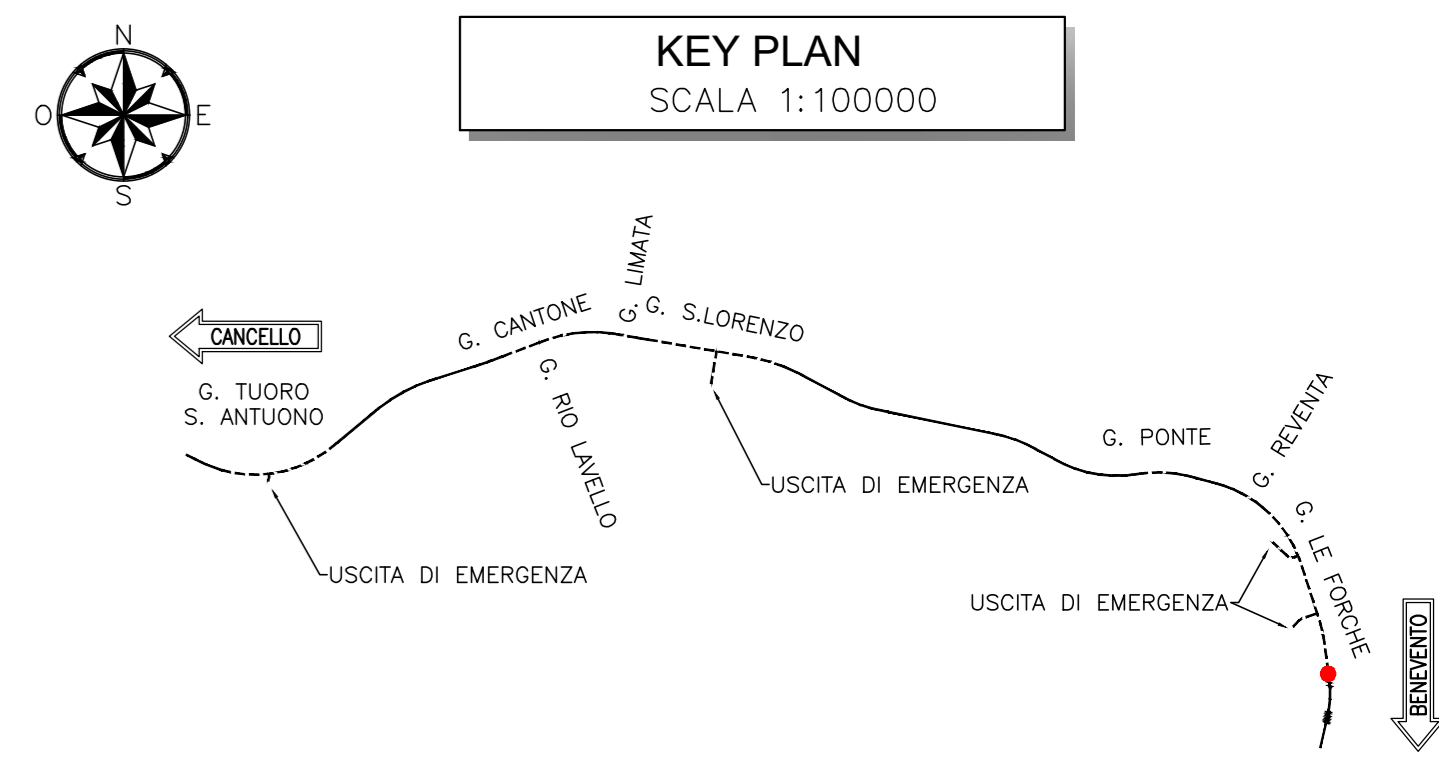 N
O
E
S
KEY PLAN
SCALA 1:100000
CANCELLO
G. TUORO
S. ANTUONO
G. CANTONE
G. LIMATA
G. S.LORENZO
G. RIO LAVELLO
USCITA DI EMERGENZA
USCITA DI EMERGENZA
G. PONTE
G. REVENTA
G. LE FORCHE
USCITA DI EMERGENZA
BENEVENTO